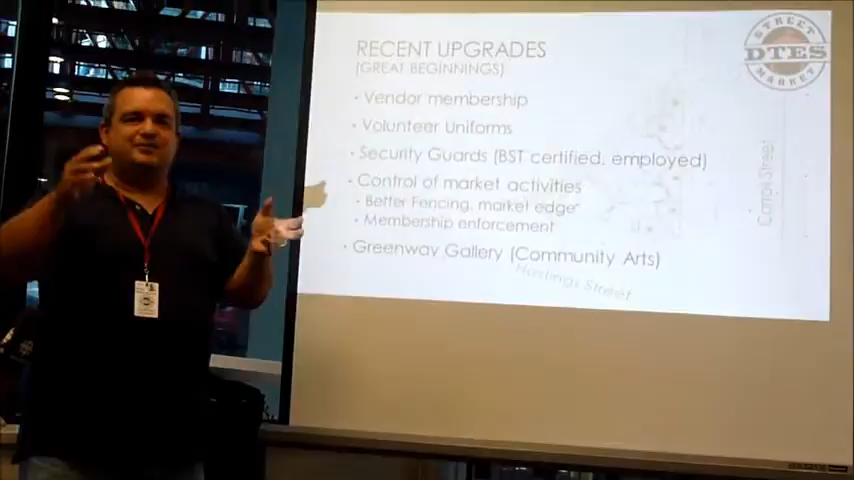 RECENT UPGRADES
(GREAT BEGINNINGS)
• Vendor membership
• Volunteer Uniforms
• Security Guards (BST certified, employed)
• Control of market activities
• Better Fencing, "market edge"
• Membership enforcement
• Greenway Gallery (Community Arts)
Hastings Street
Carrall Street
STREET
DTES
MARKET